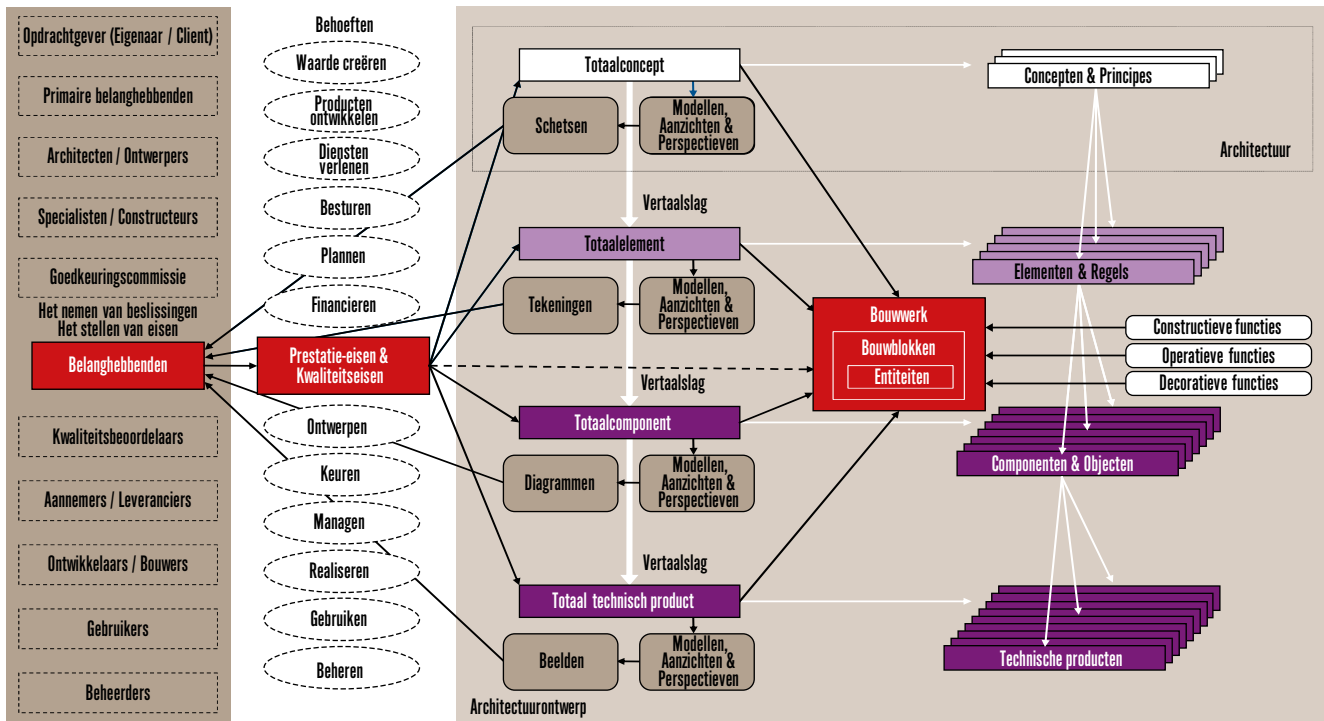 Opdrachtgever (Eigenaar / Client)
Primaire belanghebbenden
Architecten / Ontwerpers
Specialisten / Constructeurs
Goedkeuringscommissie
Het nemen van beslissingen
Het stellen van eisen
Belanghebbenden
Kwaliteitsbeoordelaars
Aannemers / Leveranciers
Ontwikkelaars / Bouwers
Gebruikers
Beheerders
Behoeften
Waarde creëren
Producten
ontwikkelen
Diensten
verlenen
Besturen
Plannen
Financieren
Prestatie-eisen &
Kwaliteitseisen
Ontwerpen
Keuren
Managen
Realiseren
Gebruiken
Beheren
Totaalconcept
Schetsen
Modellen,
Aanzichten &
Perspectieven
Vertaalslag
Totaalelement
Tekeningen
Modellen,
Aanzichten &
Perspectieven
Vertaalslag
Totaalcomponent
Diagrammen
Modellen,
Aanzichten &
Perspectieven
Vertaalslag
Totaal technisch product
Beelden
Modellen,
Aanzichten &
Perspectieven
Architectuurontwerp
Bouwwerk
Bouwblokken
Entiteiten
Concepten & Principes
Architectuur
Elementen & Regels
Constructieve functies
Operatieve functies
Decoratieve functies
Componenten & Objecten
Technische producten